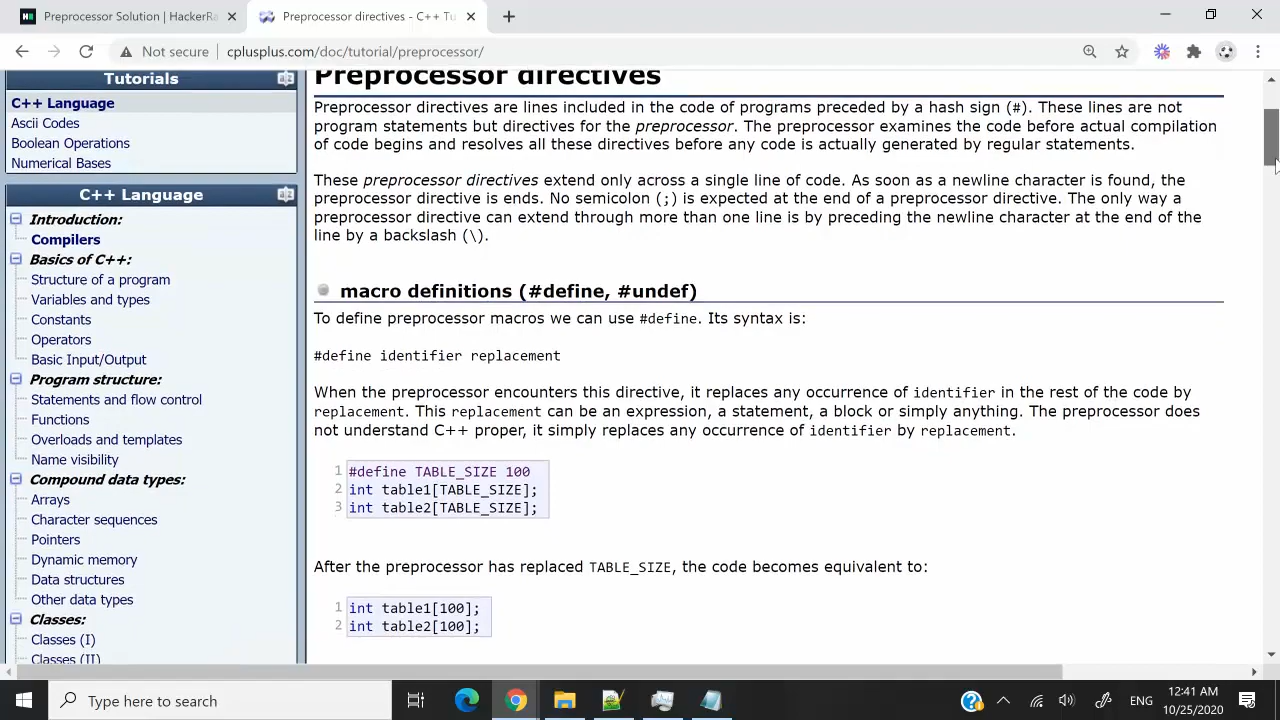 Preprocessor Solution | HackerRa
Preprocessor directives - C++ Tu
Not secure
cplusplus.com/doc/tutorial/preprocessor/
Tutorials
C++ Language
Ascii Codes
Boolean Operations
Numerical Bases
C++ Language
Introduction:
Compilers
Basics of C++:
Structure of a program
Variables and types
Constants
Operators
Basic Input/Output
Program structure:
Statements and flow control
Functions
Overloads and templates
Name visibility
Compound data types:
Arrays
Character sequences
Pointers
Dynamic memory
Data structures
Other data types
Classes:
Classes (I)
Classes (II)
Preprocessor directives
Preprocessor directives are lines included in the code of programs preceded by a hash sign (#). These lines are not
program statements but directives for the preprocessor. The preprocessor examines the code before actual compilation
of code begins and resolves all these directives before any code is actually generated by regular statements.
These preprocessor directives extend only across a single line of code. As soon as a newline character is found, the
preprocessor directive is ends. No semicolon (;) is expected at the end of a preprocessor directive. The only way a
preprocessor directive can extend through more than one line is by preceding the newline character at the end of the
line by a backslash (\).
macro definitions (#define, #undef)
To define preprocessor macros we can use #define. Its syntax is:
#define identifier replacement
When the preprocessor encounters this directive, it replaces any occurrence of identifier in the rest of the code by
replacement. This replacement can be an expression, a statement, a block or simply anything. The preprocessor does
not understand C++ proper, it simply replaces any occurrence of identifier by replacement.
1 #define TABLE_SIZE 100
2 int table1[TABLE_SIZE];
3 int table2[TABLE_SIZE];
After the preprocessor has replaced TABLE_SIZE, the code becomes equivalent to:
1 int table1[100];
2 int table2[100];
Type here to search
ENG
12:41 AM
10/25/2020